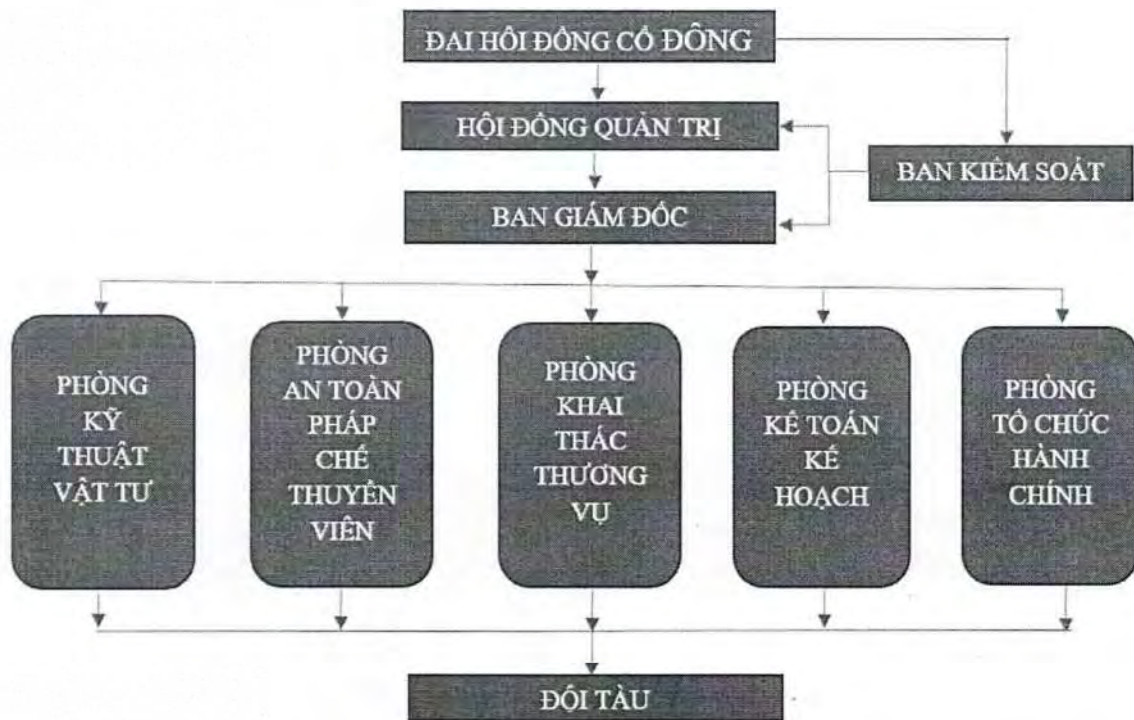 ĐẠI HỘI ĐỒNG CỔ ĐÔNG
HỘI ĐỒNG QUẢN TRỊ
BAN KIỂM SOÁT
BAN GIÁM ĐỐC
PHÒNG
KỸ
THUẬT
VẬT TƯ
PHÒNG
AN TOÀN
PHÁP
CHẾ
THUYỀN
VIÊN
PHÒNG
KHAI
THÁC
THƯƠNG
VỤ
PHÒNG
KẾ TOÁN
KẾ
HOẠCH
PHÒNG
TỔ CHỨC
HÀNH
CHÍNH
ĐỘI TÀU